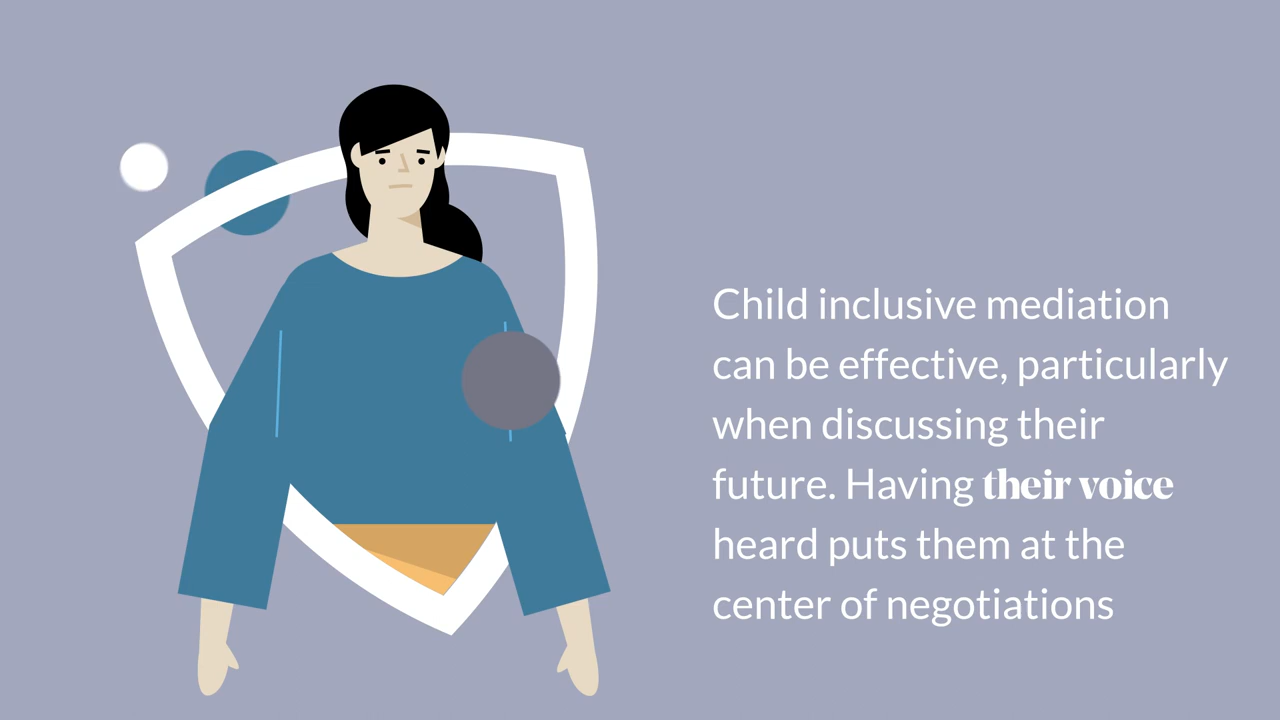 Child inclusive mediation
can be effective, particularly
when discussing their
future. Having their voice
heard puts them at the
center of negotiations